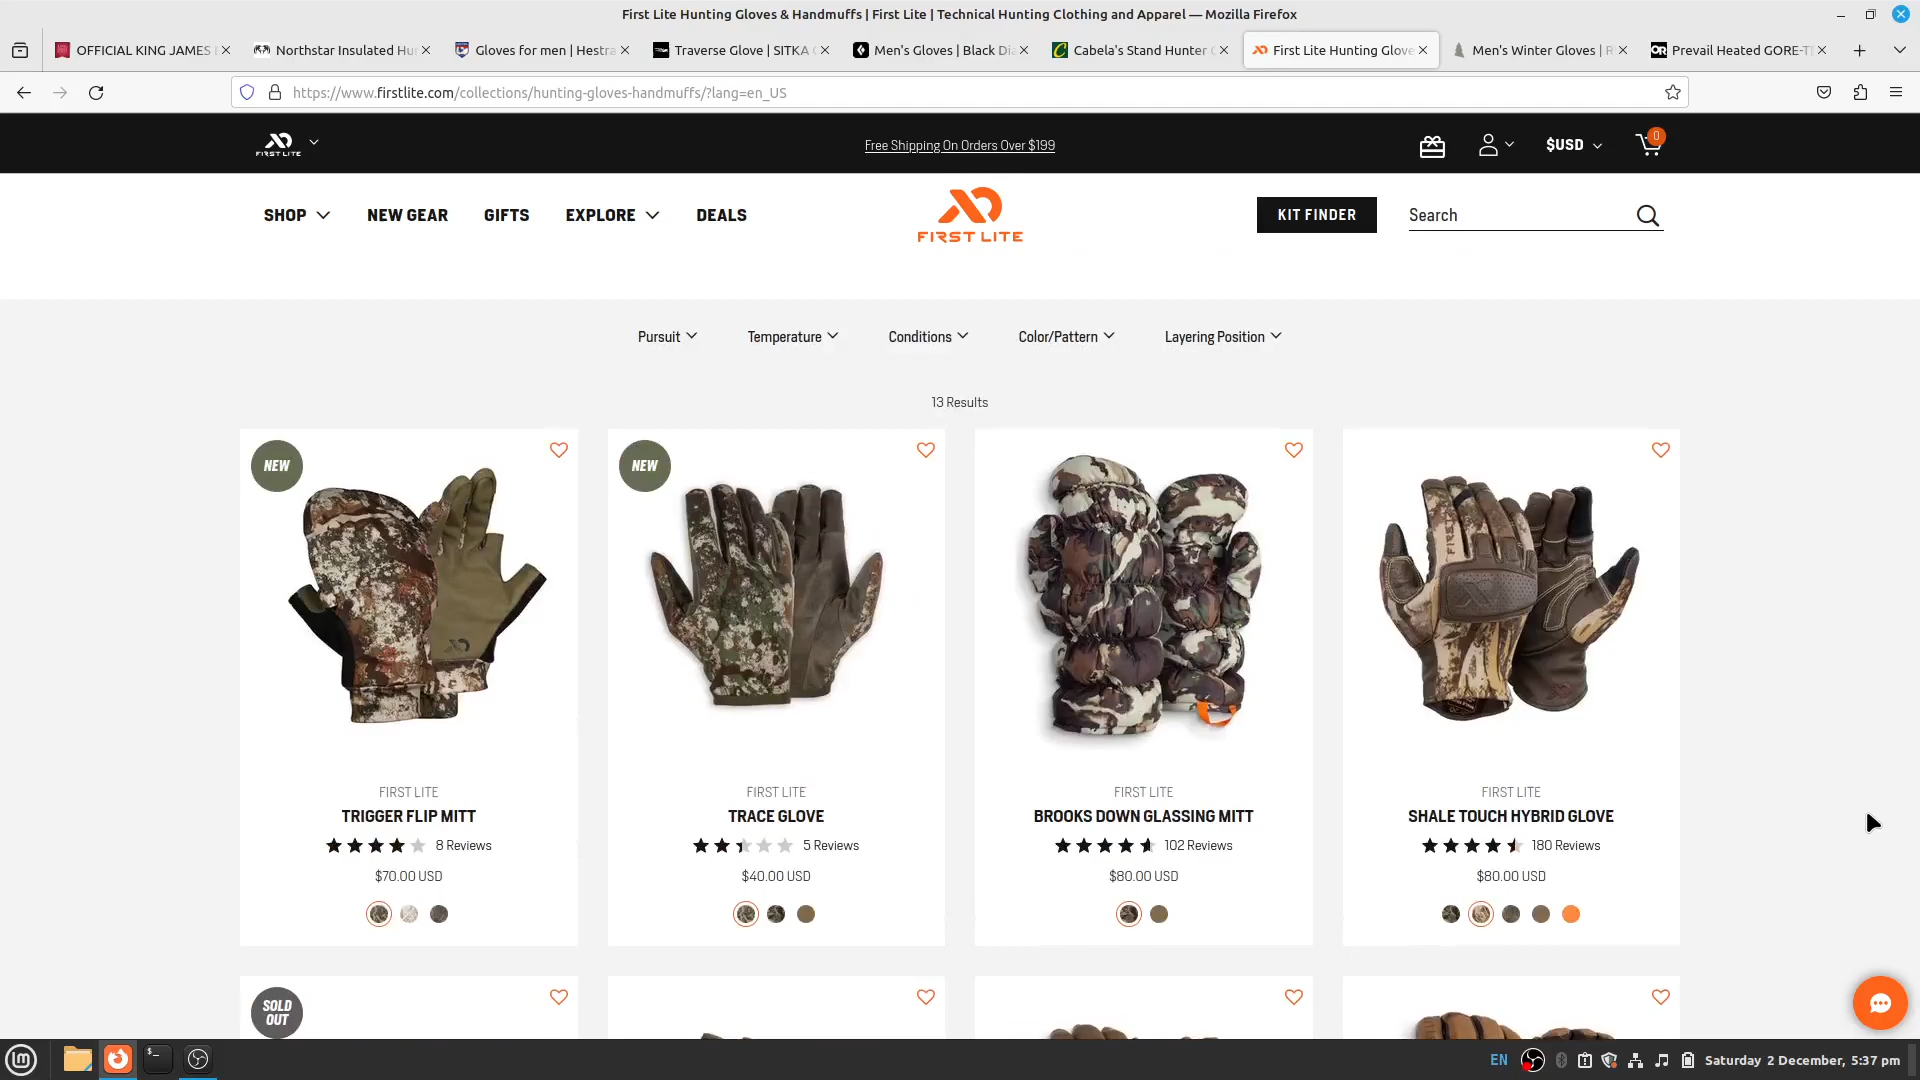 First Lite Hunting Gloves & Handmuffs | First Lite | Technical Hunting Clothing and Apparel — Mozilla Firefox
OFFICIAL KING JAMES
Northstar Insulated Hu
Gloves for men | Hestra
Traverse Glove | SITKA
Men's Gloves | Black Di
Cabela's Stand Hunter
First Lite Hunting Glove
Men's Winter Gloves | R
Prevail Heated GORE-T
https://www.firstlite.com/collections/hunting-gloves-handmuffs/?lang=en_US
FIRST LITE
Free Shipping On Orders Over $199
$USD
0
SHOP
NEW GEAR
GIFTS
EXPLORE
DEALS
FIRST LITE
KIT FINDER
Search
Pursuit
Temperature
Conditions
Color/Pattern
Layering Position
13 Results
NEW
FIRST LITE
TRIGGER FLIP MITT
8 Reviews
$70.00 USD
NEW
FIRST LITE
TRACE GLOVE
5 Reviews
$40.00 USD
FIRST LITE
BROOKS DOWN GLASSING MITT
102 Reviews
$80.00 USD
FIRST LITE
SHALE TOUCH HYBRID GLOVE
180 Reviews
$80.00 USD
SOLD
OUT
EN
Saturday 2 December, 5:37 pm